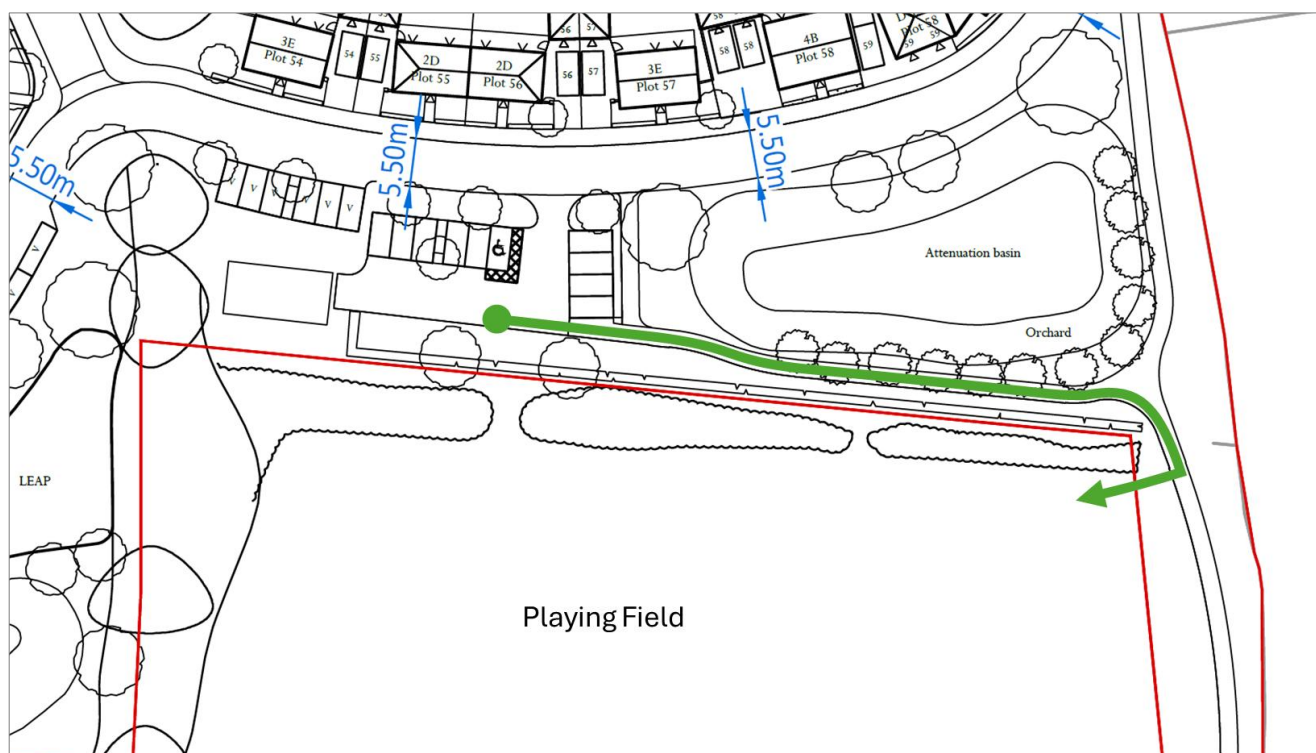 58
56 57
3E
Plot 54
54
55
2D
Plot 55
2D
Plot 56
56
57
3E
Plot 57
58
58
4B
Plot 58
59
Plot 58
59
59
5.50m
5.50m
5.50m
V
V
V
V
V
V
V
Attenuation basin
Orchard
LEAP
Playing Field